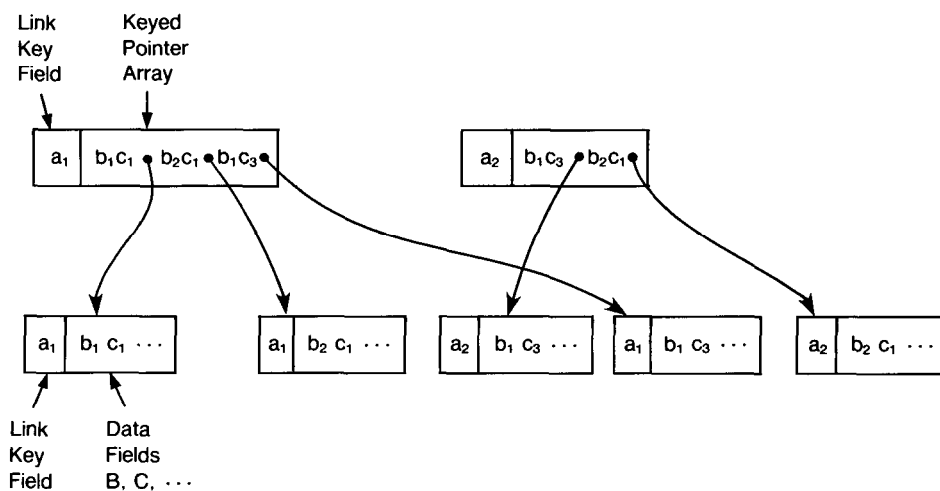 Link
Key
Field
Keyed
Pointer
Array
a₁ b₁c₁ b₂c₁ b₁c₃
a₂ b₁c₃ b₂c₁
a₁ b₁ c₁ ···
a₁ b₂ c₁ ···
a₂ b₁ c₃ ···
a₁ b₁ c₃ ···
a₂ b₂ c₁ ···
Link
Key
Field
Data
Fields
B, C, ···